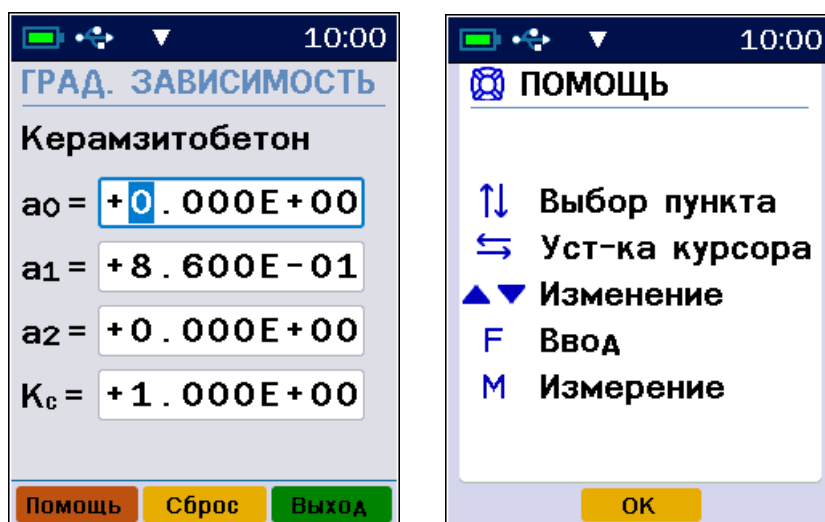 10:00
ГРАД. ЗАВИСИМОСТЬ
Керамзитобетон
a0 = +0.000E+00
a1 = +8.600E-01
a2 = +0.000E+00
Kc = +1.000E+00
Помощь Сброс Выход
10:00
ПОМОЩЬ
↑↓ Выбор пункта
⇆ Уст-ка курсора
▲▼ Изменение
F Ввод
M Измерение
OK